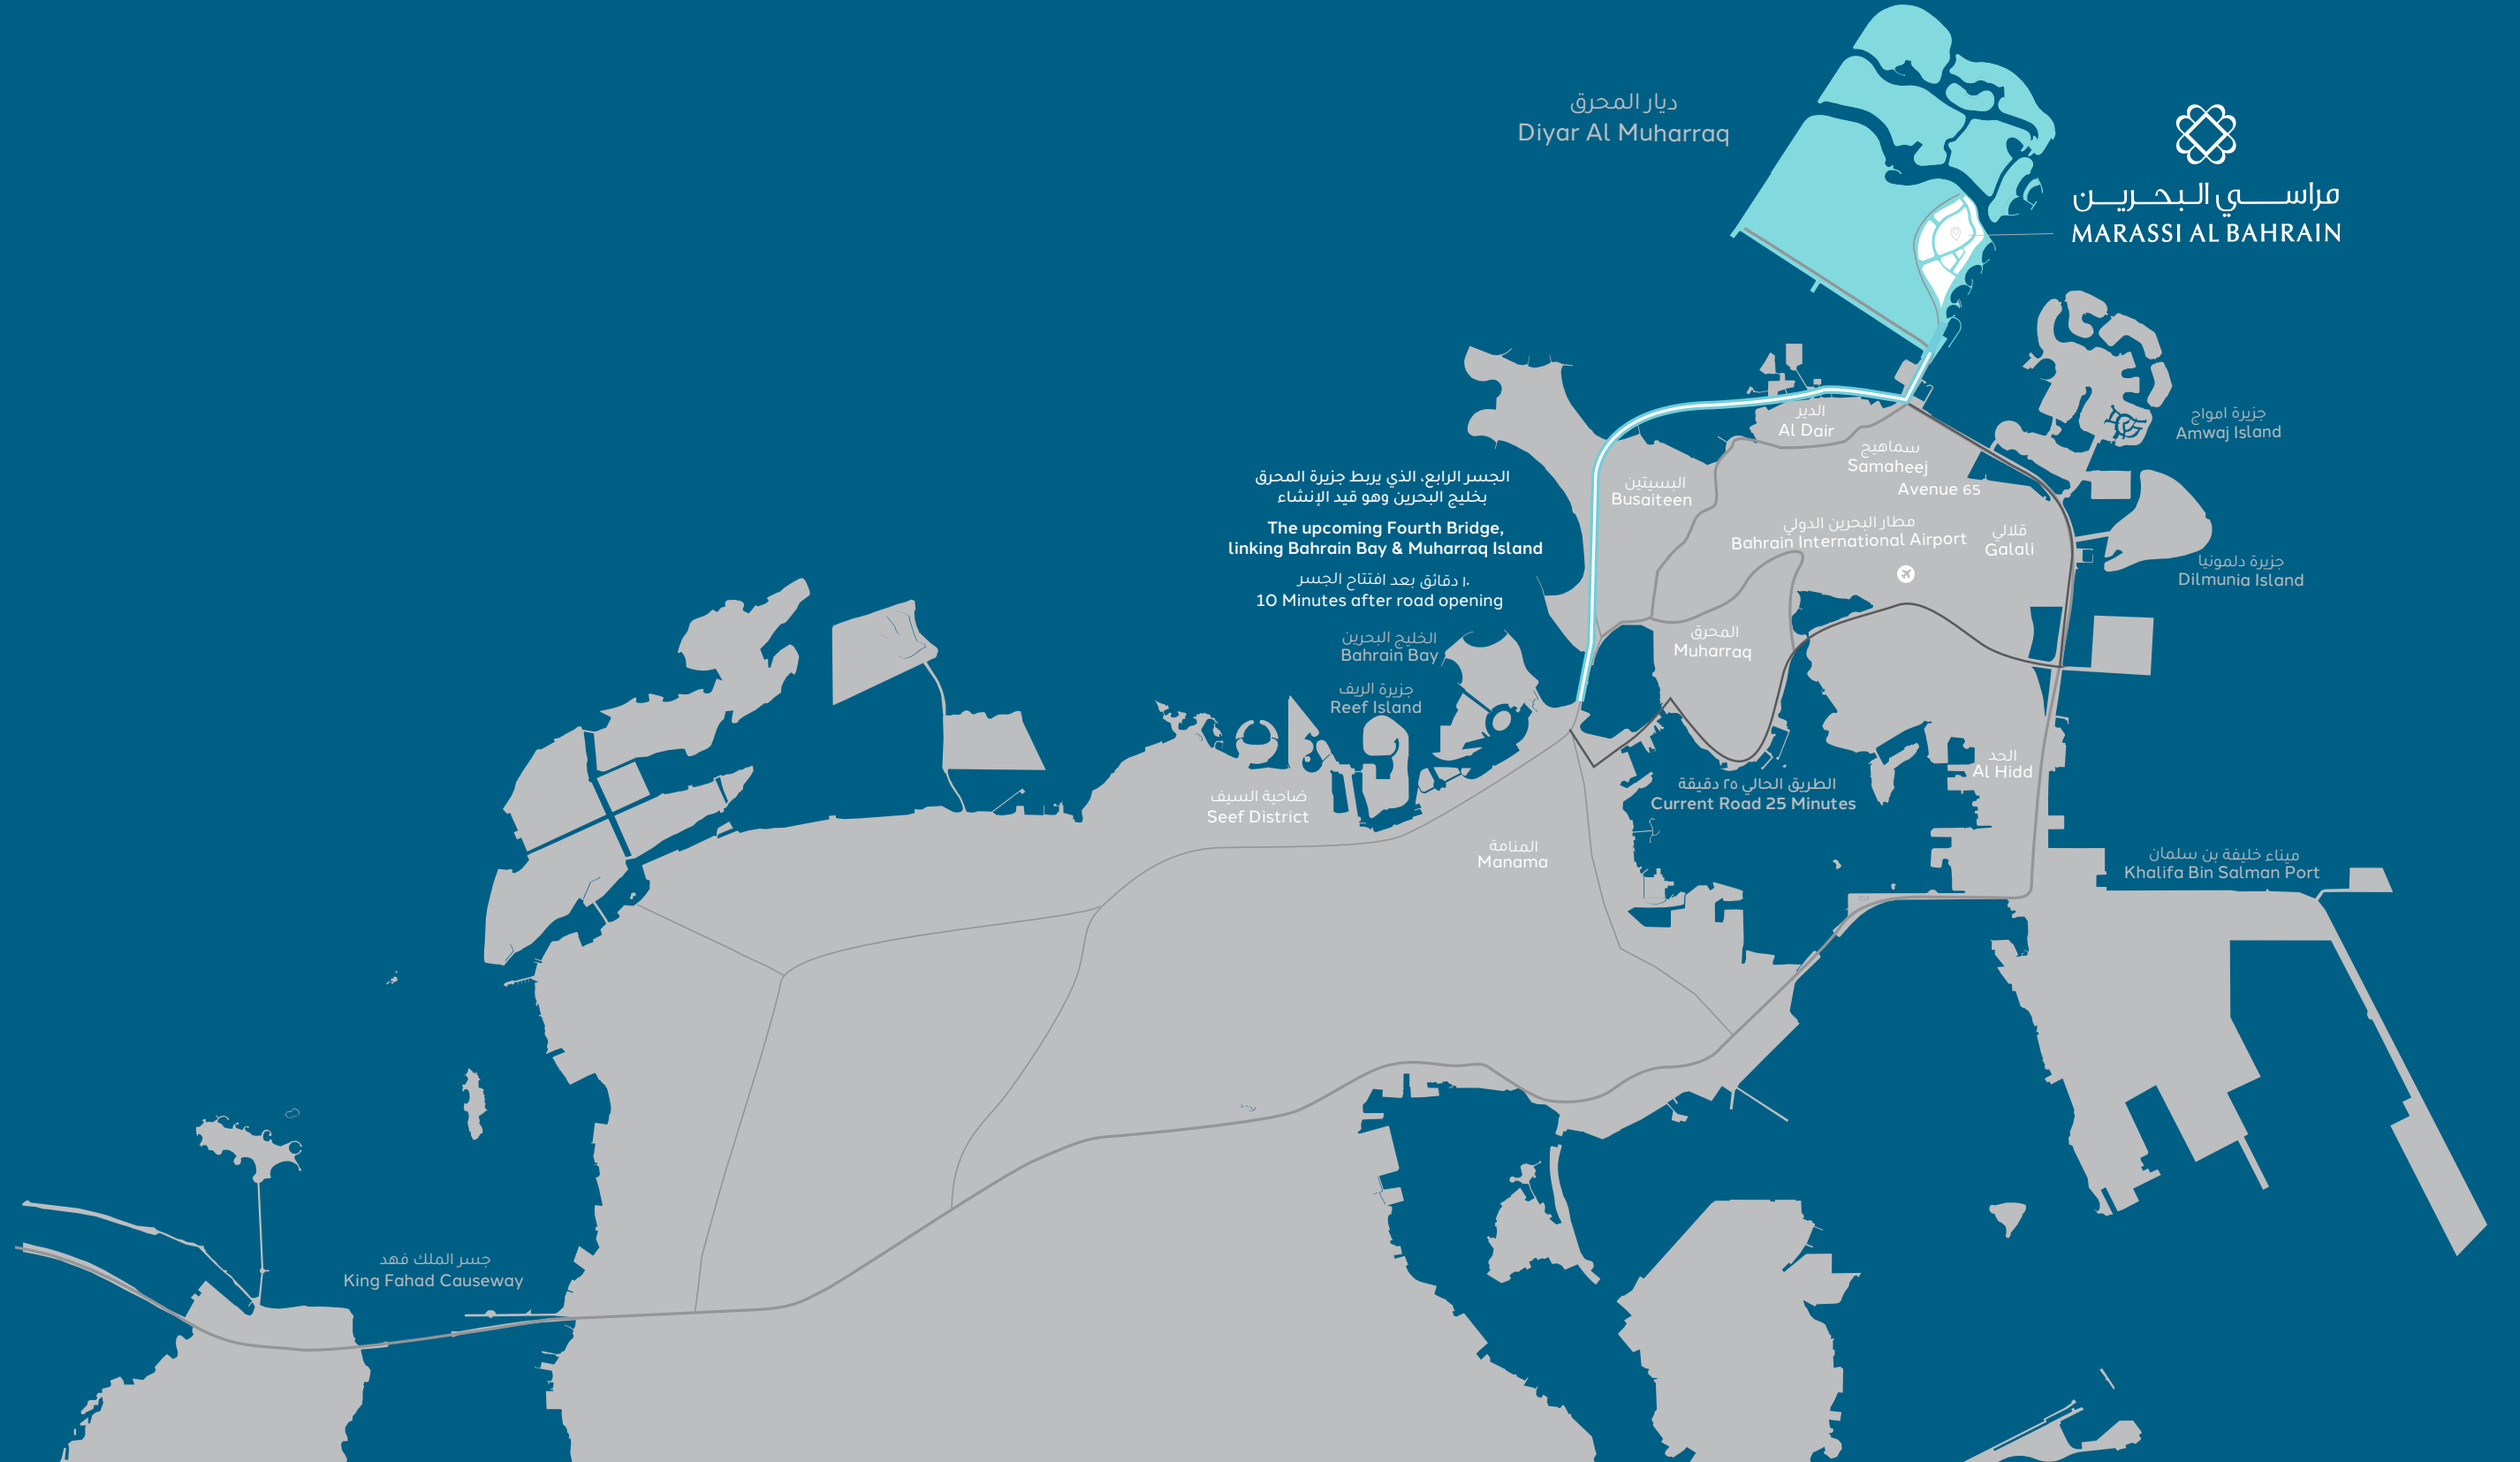 ديار المحرق
Diyar Al Muharraq
مراسي البحرين
MARASSI AL BAHRAIN
جزيرة امواج
Amwaj Island
الدير
Al Dair
سماهيج
Samaheej
Avenue 65
البسيتين
Busaiteen
الجسر الرابع، الذي يربط جزيرة المحرق
بخليج البحرين وهو قيد الإنشاء
The upcoming Fourth Bridge,
linking Bahrain Bay & Muharraq Island
١٠ دقائق بعد افتتاح الجسر
10 Minutes after road opening
مطار البحرين الدولي
Bahrain International Airport
قلالي
Galali
جزيرة دلمونيا
Dilmunia Island
الخليج البحرين
Bahrain Bay
المحرق
Muharraq
جزيرة الريف
Reef Island
ضاحية السيف
Seef District
الطريق الحالي ٢٥ دقيقة
Current Road 25 Minutes
الحد
Al Hidd
المنامة
Manama
ميناء خليفة بن سلمان
Khalifa Bin Salman Port
جسر الملك فهد
King Fahad Causeway